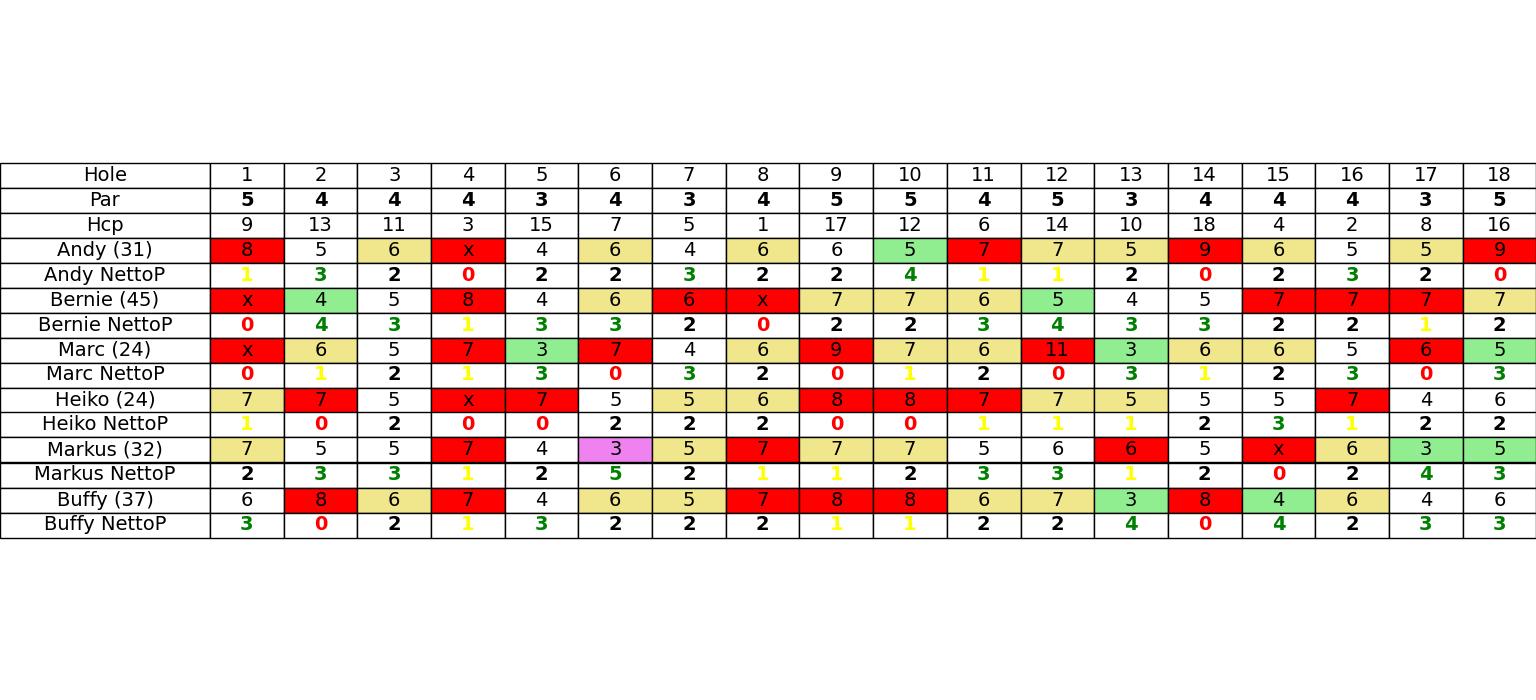 Hole 1 2 3 4 5 6 7 8 9 10 11 12 13 14 15 16 17 18
Par 5 4 4 4 3 4 3 4 5 5 4 5 3 4 4 4 3 5
Hcp 9 13 11 3 15 7 5 1 17 12 6 14 10 18 4 2 8 16
Andy (31) 8 5 6 x 4 6 4 6 6 5 7 7 5 9 6 5 5 9
Andy NettoP 1 3 2 0 2 2 3 2 2 4 1 1 2 0 2 3 2 0
Bernie (45) x 4 5 8 4 6 6 x 7 7 6 5 4 5 7 7 7 7
Bernie NettoP 0 4 3 1 3 3 2 0 2 2 3 4 3 3 2 2 1 2
Marc (24) x 6 5 7 3 7 4 6 9 7 6 11 3 6 6 5 6 5
Marc NettoP 0 1 2 1 3 0 3 2 0 1 2 0 3 1 2 3 0 3
Heiko (24) 7 7 5 x 7 5 5 6 8 8 7 7 5 5 5 7 4 6
Heiko NettoP 1 0 2 0 0 2 2 2 0 0 1 1 1 2 3 1 2 2
Markus (32) 7 5 5 7 4 3 5 7 7 7 5 6 6 5 x 6 3 5
Markus NettoP 2 3 3 1 2 5 2 1 1 2 3 3 1 2 0 2 4 3
Buffy (37) 6 8 6 7 4 6 5 7 8 8 6 7 3 8 4 6 4 6
Buffy NettoP 3 0 2 1 3 2 2 2 1 1 2 2 4 0 4 2 3 3